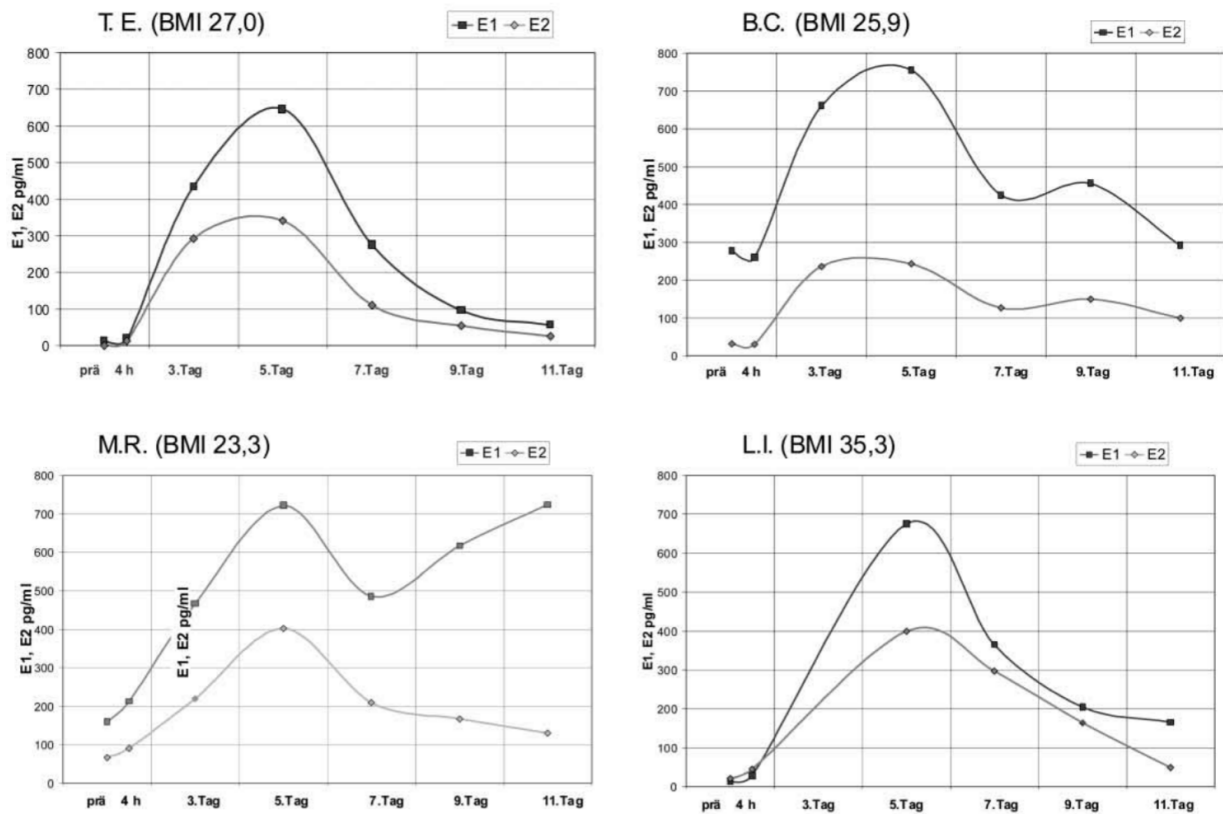 T. E. (BMI 27,0)
E1 E2
800
700
600
500
400
300
200
100
0
E1, E2 pg/ml
prä 4 h 3.Tag 5.Tag 7.Tag 9.Tag 11.Tag
B.C. (BMI 25,9)
E1 E2
800
700
600
500
400
300
200
100
0
E1, E2 pg/ml
prä 4 h 3.Tag 5.Tag 7.Tag 9.Tag 11.Tag
M.R. (BMI 23,3)
E1 E2
800
700
600
500
400
300
200
100
0
E1, E2 pg/ml
E1, E2 pg/ml
prä 4 h 3.Tag 5.Tag 7.Tag 9.Tag 11.Tag
L.I. (BMI 35,3)
E1 E2
800
700
600
500
400
300
200
100
0
E1, E2 pg/ml
prä 4 h 3.Tag 5.Tag 7.Tag 9.Tag 11.Tag